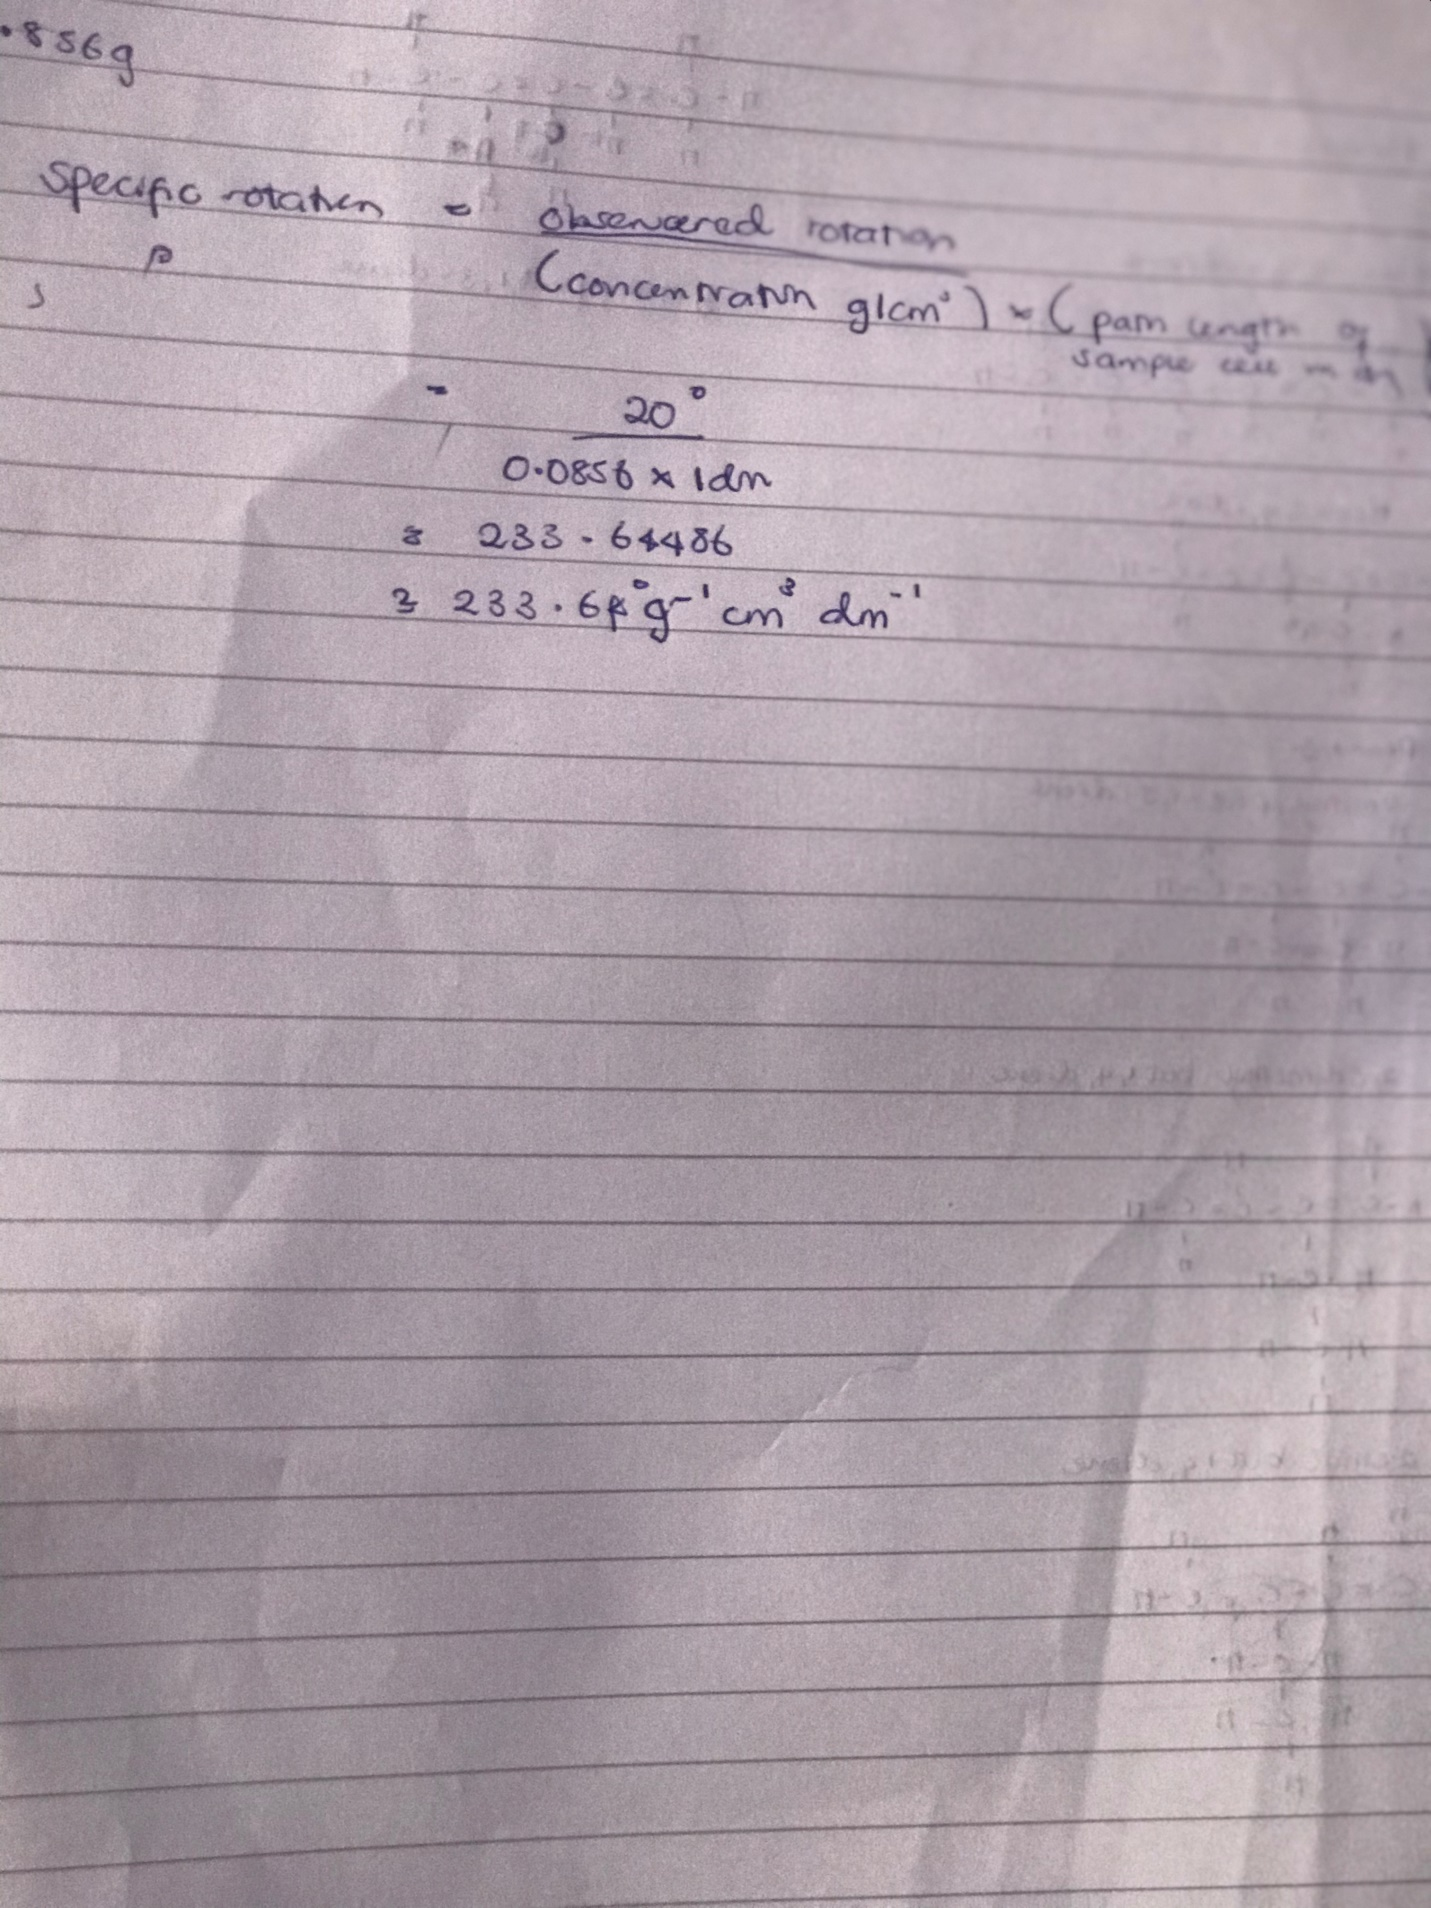 .856g
Specific rotation = observered rotation
(concentration g/cm³) × (path length of
sample cell in dm
= 20°
0.0856 × 1dm
= 233.64486
= 233.64° g⁻¹ cm³ dm⁻¹